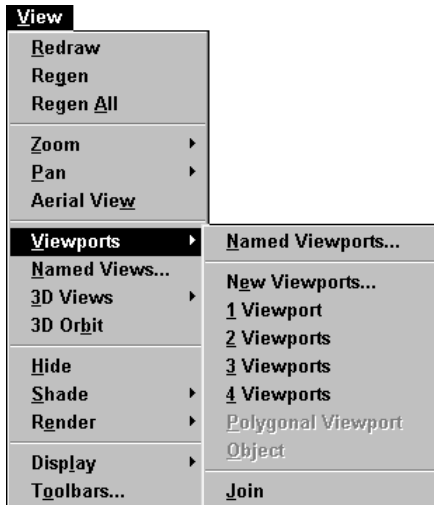 View
Redraw
Regen
Regen All
Zoom
Pan
Aerial View
Viewports
Named Views...
3D Views
3D Orbit
Hide
Shade
Render
Display
Toolbars...
Named Viewports...
New Viewports...
1 Viewport
2 Viewports
3 Viewports
4 Viewports
Polygonal Viewport
Object
Join